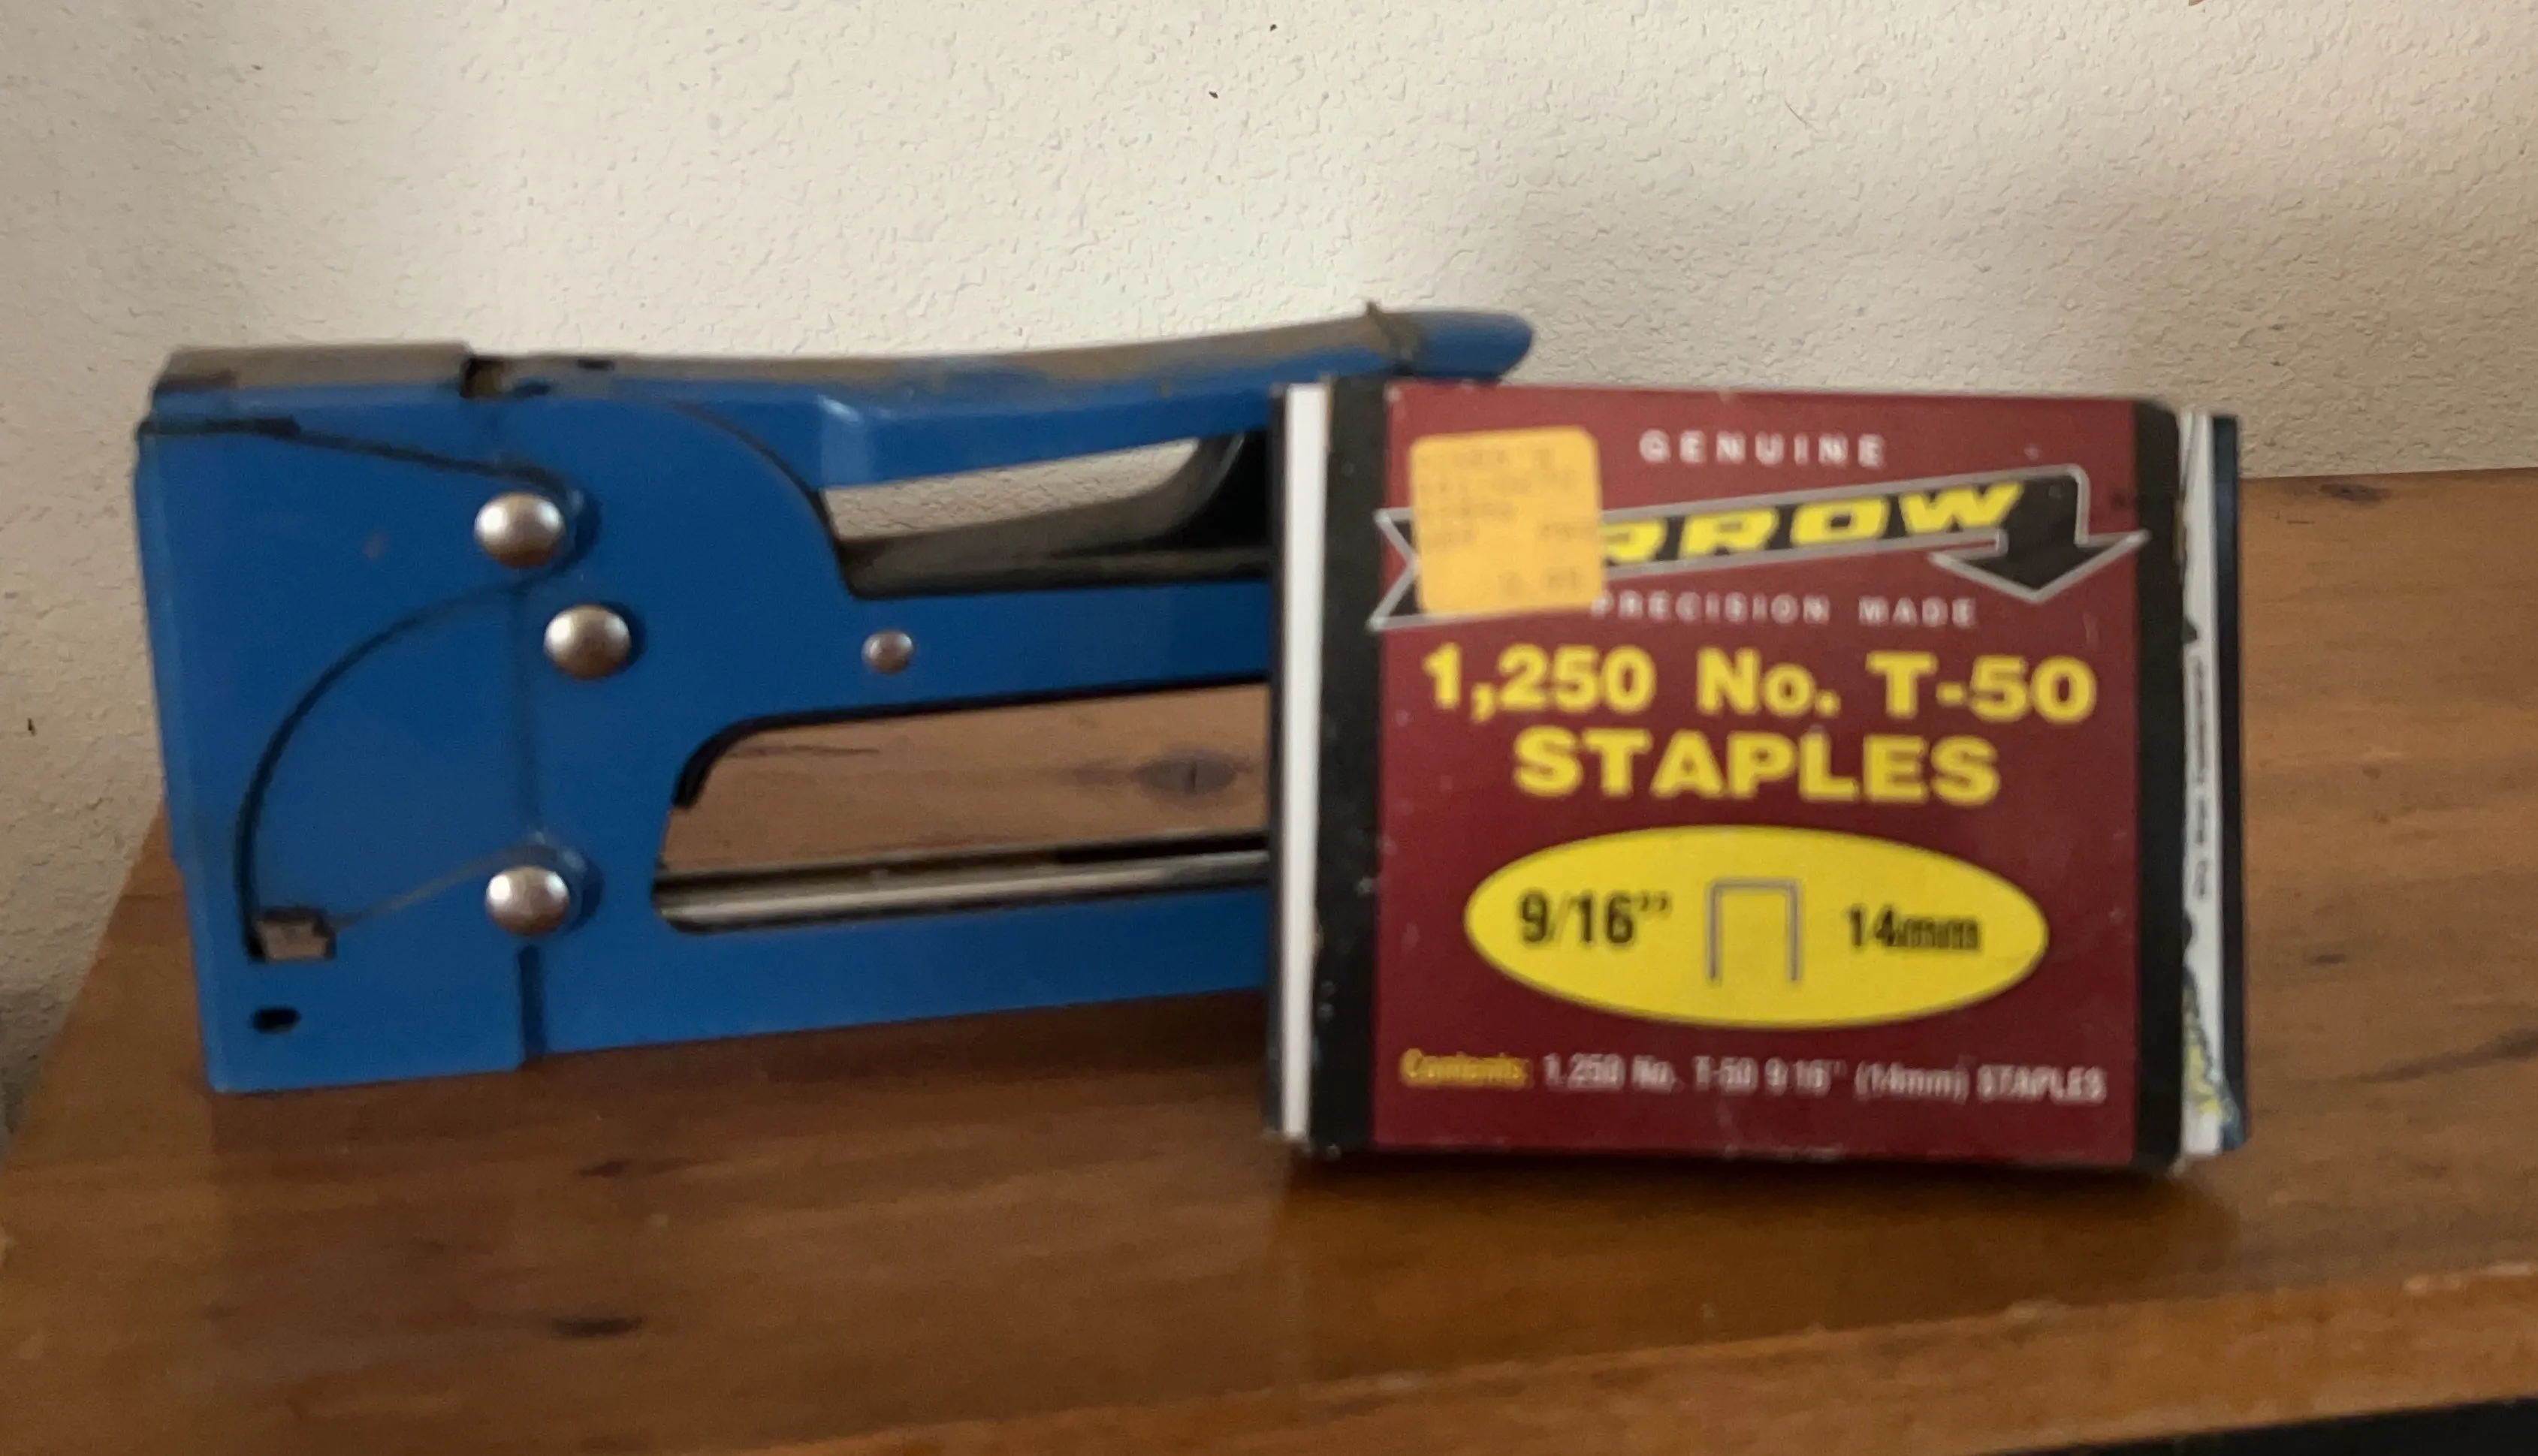 GENUINE
RROW
PRECISION MADE
1,250 No. T-50
STAPLES
9/16" 14mm
Contents: 1,250 No. T-50 9/16" (14mm) STAPLES